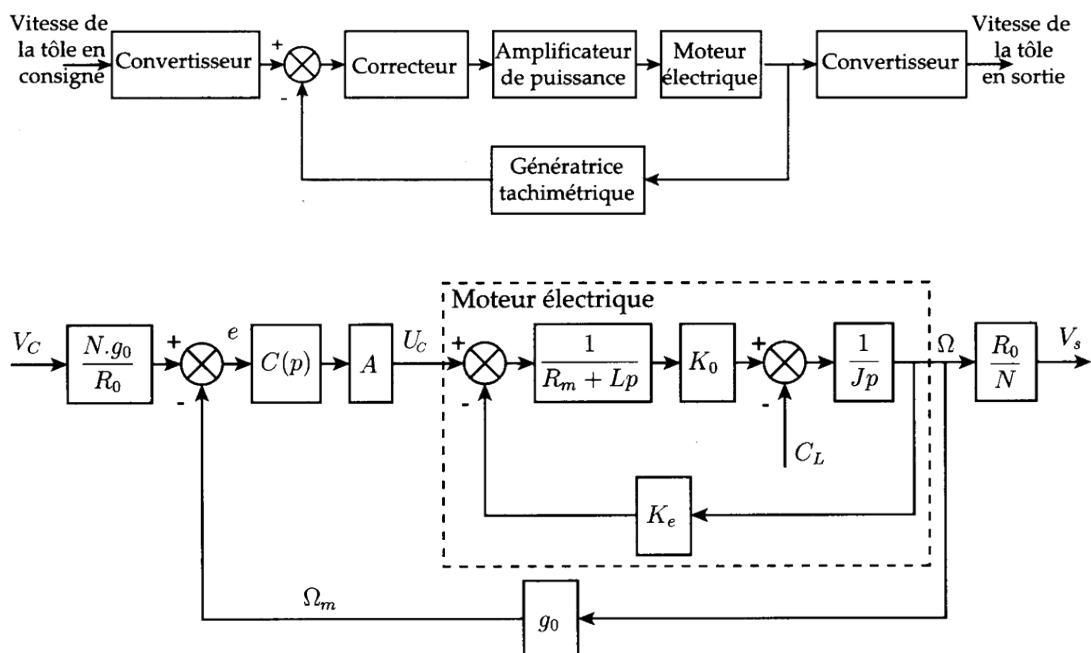 Vitesse de
la tôle en
consigne
Convertisseur
+
-
Correcteur
Amplificateur
de puissance
Moteur
électrique
Convertisseur
Vitesse de
la tôle
en sortie
Génératrice
tachimétrique
Moteur électrique
V_C
N.g_0
R_0
+
-
e
C(p)
A
U_C
+
-
1
R_m + Lp
K_0
+
-
C_L
1
Jp
Ω
R_0
N
V_s
K_e
Ω_m
g_0